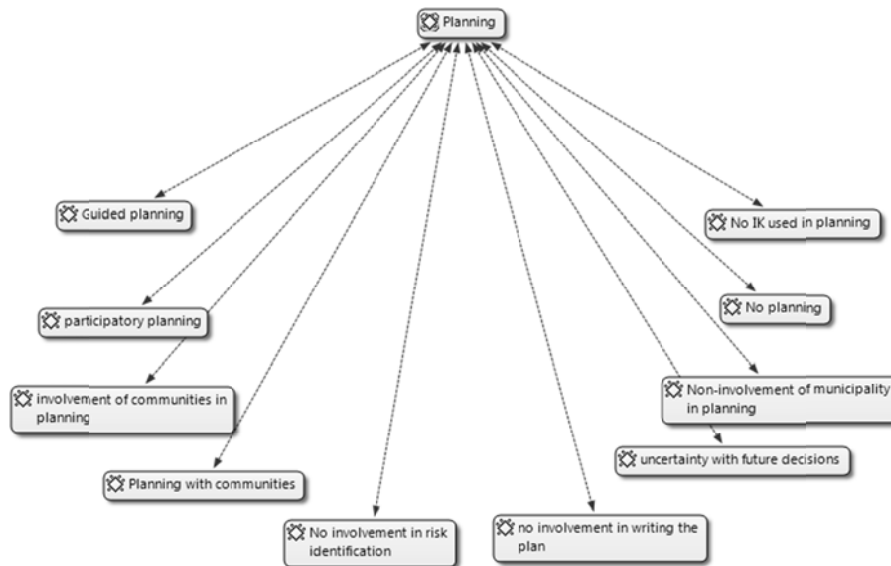 Planning
Guided planning
No IK used in planning
No planning
participatory planning
involvement of communities in
planning
Non-involvement of municipality
in planning
uncertainty with future decisions
Planning with communities
No involvement in risk
identification
no involvement in writing the
plan